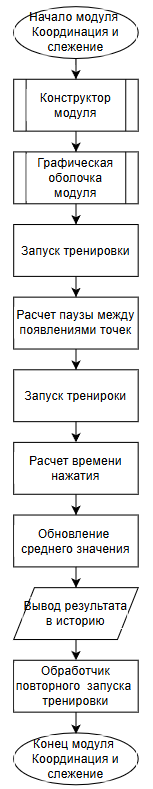 Начало модуля
Координация и
слежение
Конструктор
модуля
Графическая
оболочка
модуля
Запуск тренировки
Расчет паузы между
появлениями точек
Запуск тренироки
Расчет времени
нажатия
Обновление
среднего значения
Вывод результата
в историю
Обработчик
повторного запуска
тренировки
Конец модуля
Координация и
слежение